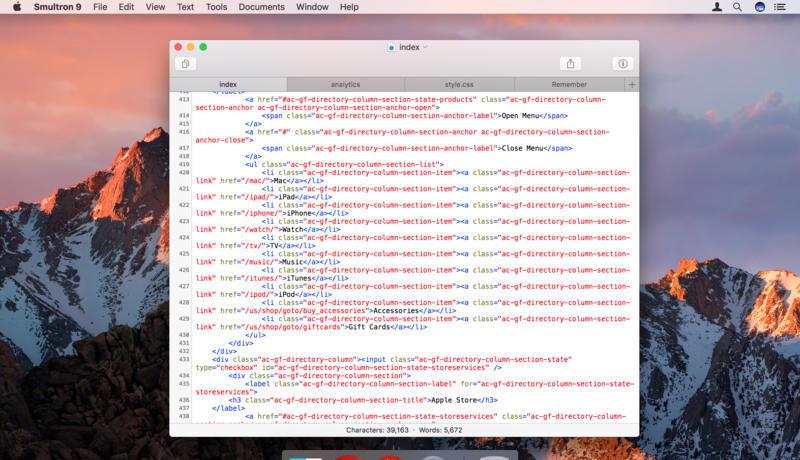 Smultron 9 File Edit View Text Tools Documents Window Help
index
index analytics style.css Remember +
413 <a href="#ac-gf-directory-column-section-state-products" class="ac-gf-directory-column-
section-anchor ac-gf-directory-column-section-anchor-open">
414 <span class="ac-gf-directory-column-section-anchor-label">Open Menu</span>
415 </a>
416 <a href="#" class="ac-gf-directory-column-section-anchor ac-gf-directory-column-section-
anchor-close">
417 <span class="ac-gf-directory-column-section-anchor-label">Close Menu</span>
418 </a>
419 <ul class="ac-gf-directory-column-section-list">
420 <li class="ac-gf-directory-column-section-item"><a class="ac-gf-directory-column-section-
link" href="/mac/">Mac</a></li>
421 <li class="ac-gf-directory-column-section-item"><a class="ac-gf-directory-column-section-
link" href="/ipad/">iPad</a></li>
422 <li class="ac-gf-directory-column-section-item"><a class="ac-gf-directory-column-section-
link" href="/iphone/">iPhone</a></li>
423 <li class="ac-gf-directory-column-section-item"><a class="ac-gf-directory-column-section-
link" href="/watch/">Watch</a></li>
424 <li class="ac-gf-directory-column-section-item"><a class="ac-gf-directory-column-section-
link" href="/tv/">TV</a></li>
425 <li class="ac-gf-directory-column-section-item"><a class="ac-gf-directory-column-section-
link" href="/music/">Music</a></li>
426 <li class="ac-gf-directory-column-section-item"><a class="ac-gf-directory-column-section-
link" href="/itunes/">iTunes</a></li>
427 <li class="ac-gf-directory-column-section-item"><a class="ac-gf-directory-column-section-
link" href="/ipod/">iPod</a></li>
428 <li class="ac-gf-directory-column-section-item"><a class="ac-gf-directory-column-section-
link" href="/us/shop/goto/buy_accessories">Accessories</a></li>
429 <li class="ac-gf-directory-column-section-item"><a class="ac-gf-directory-column-section-
link" href="/us/shop/goto/giftcards">Gift Cards</a></li>
430 </ul>
431 </div>
432 </div>
433 <div class="ac-gf-directory-column"><input class="ac-gf-directory-column-section-state"
type="checkbox" id="ac-gf-directory-column-section-state-storeservices" />
434 <div class="ac-gf-directory-column-section">
435 <label class="ac-gf-directory-column-section-label" for="ac-gf-directory-column-section-state-
storeservices">
436 <h3 class="ac-gf-directory-column-section-title">Apple Store</h3>
437 </label>
438 <a href="#ac-gf-directory-column-section-state-storeservices" class="ac-gf-directory-
Characters: 39,163 · Words: 5,672